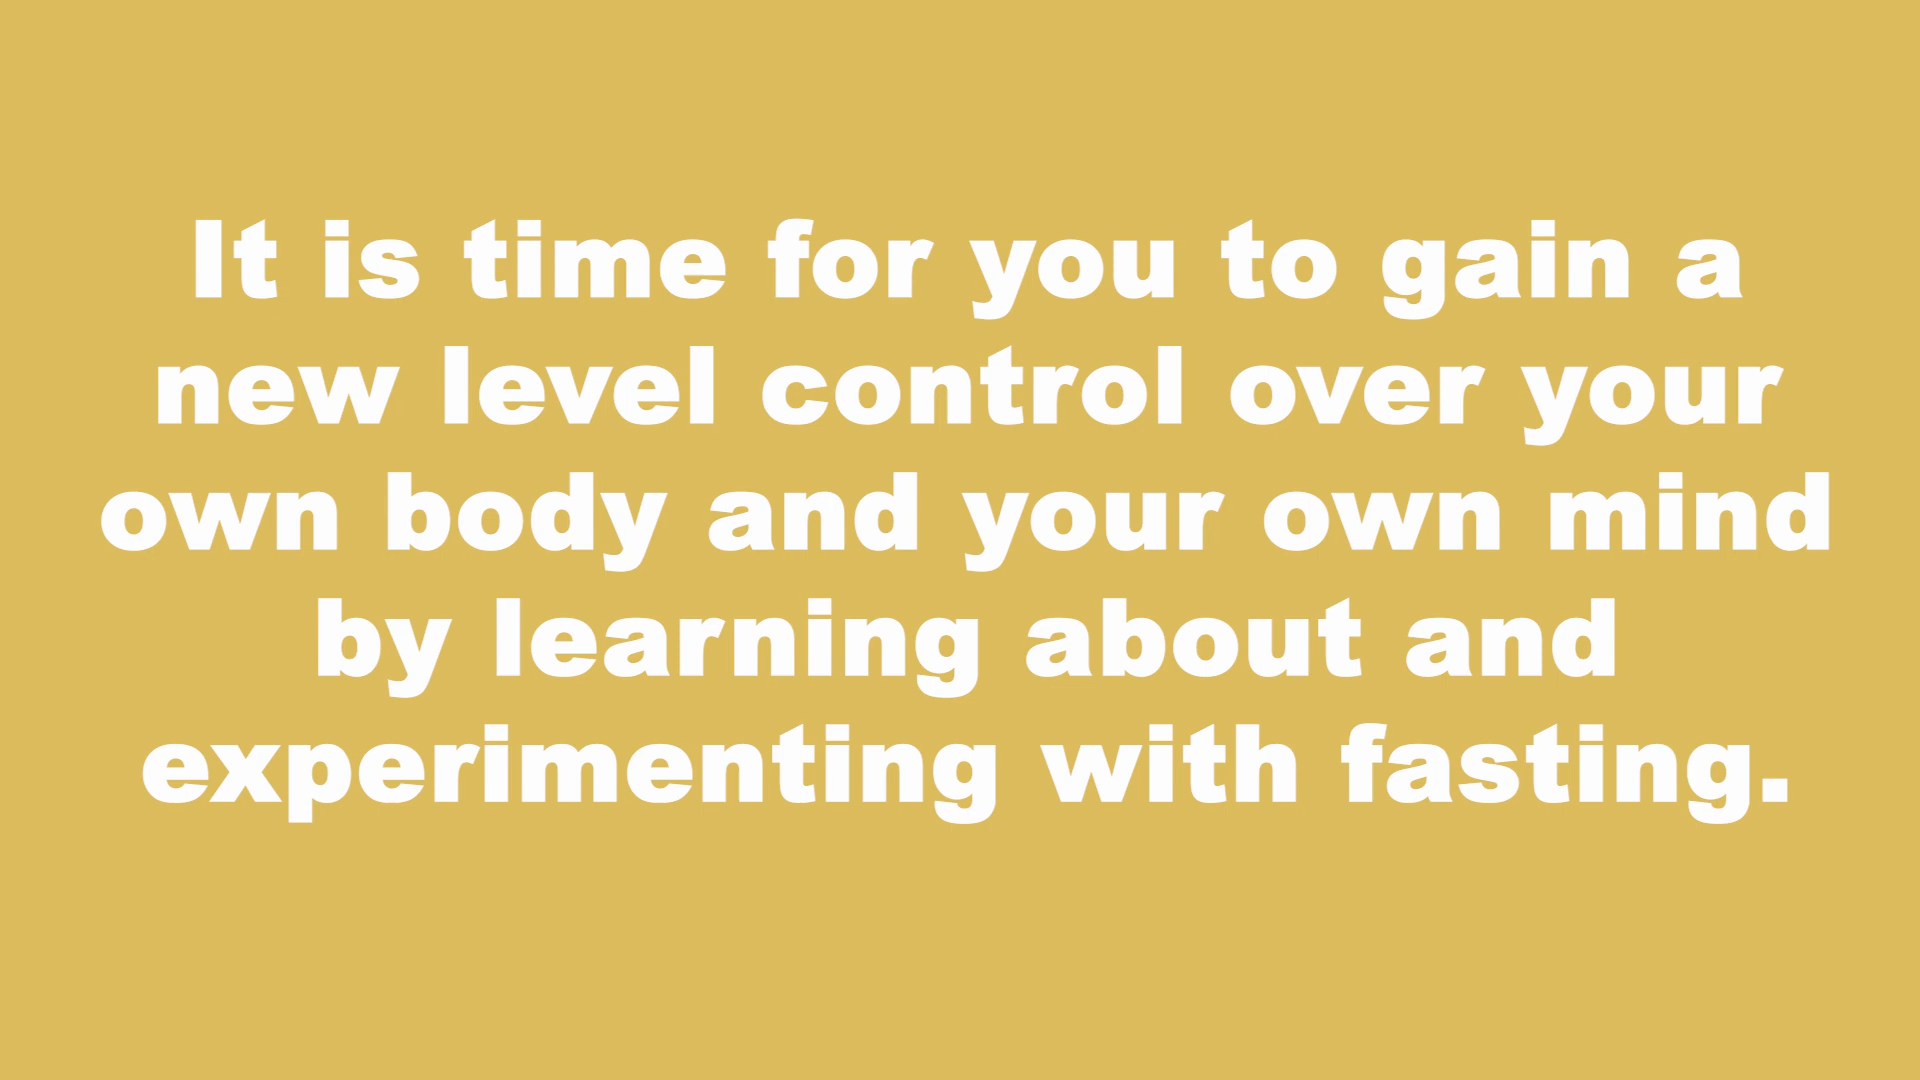 It is time for you to gain a
new level control over your
own body and your own mind
by learning about and
experimenting with fasting.